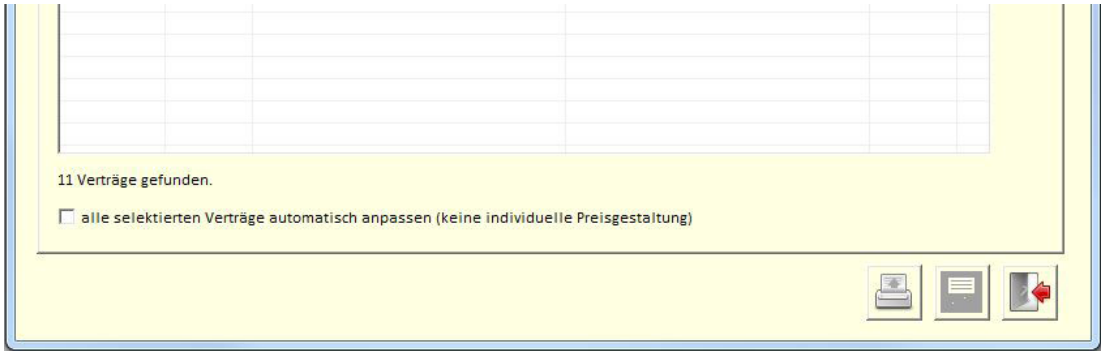 11 Verträge gefunden.
alle selektierten Verträge automatisch anpassen (keine individuelle Preisgestaltung)